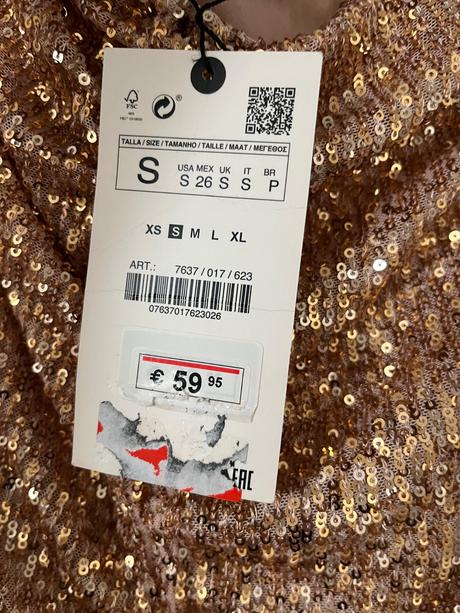 FSC
®
TALLA / SIZE / TAMANHO / TAILLE / MAAT / ΜΕΓΕΘΟΣ
S
USA MEX UK IT BR
S 26 S S P
XS S M L XL
ART.: 7637 / 017 / 623
07637017623026
€ 59 95
EAC